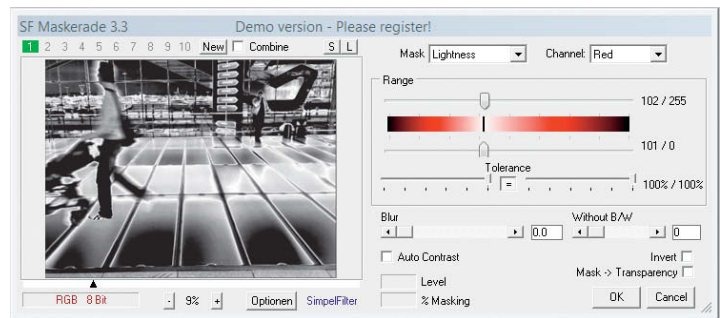 SF Maskerade 3.3 Demo version - Please register!
1 2 3 4 5 6 7 8 9 10 New Combine S L
Mask Lightness Channel: Red
Range
102 / 255
101 / 0
Tolerance
=
100% / 100%
Blur Without B/W
0.0 0
Auto Contrast Invert
Mask -> Transparency
Level
% Masking
RGB 8 Bit - 9% + Optionen SimpelFilter
OK Cancel